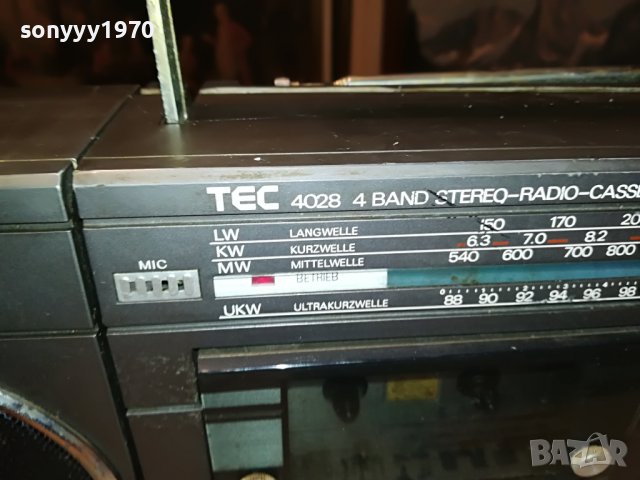 sonyyy1970
TEC 4028 4 BAND STEREO-RADIO-CASSE
LW LANGWELLE 150 170 20
KW KURZWELLE 6.3 7.0 8.2
MW MITTELWELLE 540 600 700 800
MIC
BETRIEB
UKW ULTRAKURZWELLE 88 90 92 94 96 98
BAZAR